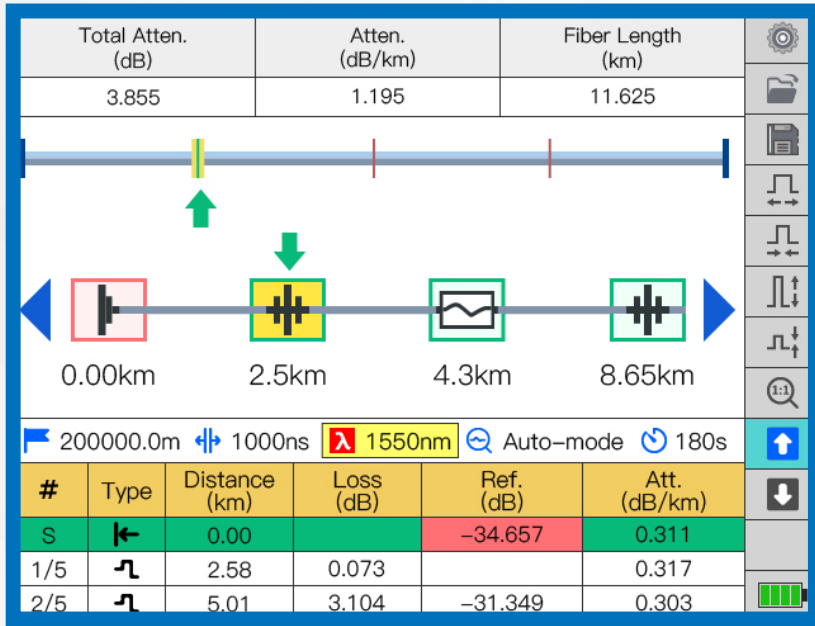 Total Atten. (dB) Atten. (dB/km) Fiber Length (km)
3.855 1.195 11.625
0.00km 2.5km 4.3km 8.65km
200000.0m 1000ns λ 1550nm Auto-mode 180s
# Type Distance (km) Loss (dB) Ref. (dB) Att. (dB/km)
S 0.00 -34.657 0.311
1/5 2.58 0.073 0.317
2/5 5.01 3.104 -31.349 0.303
1:1